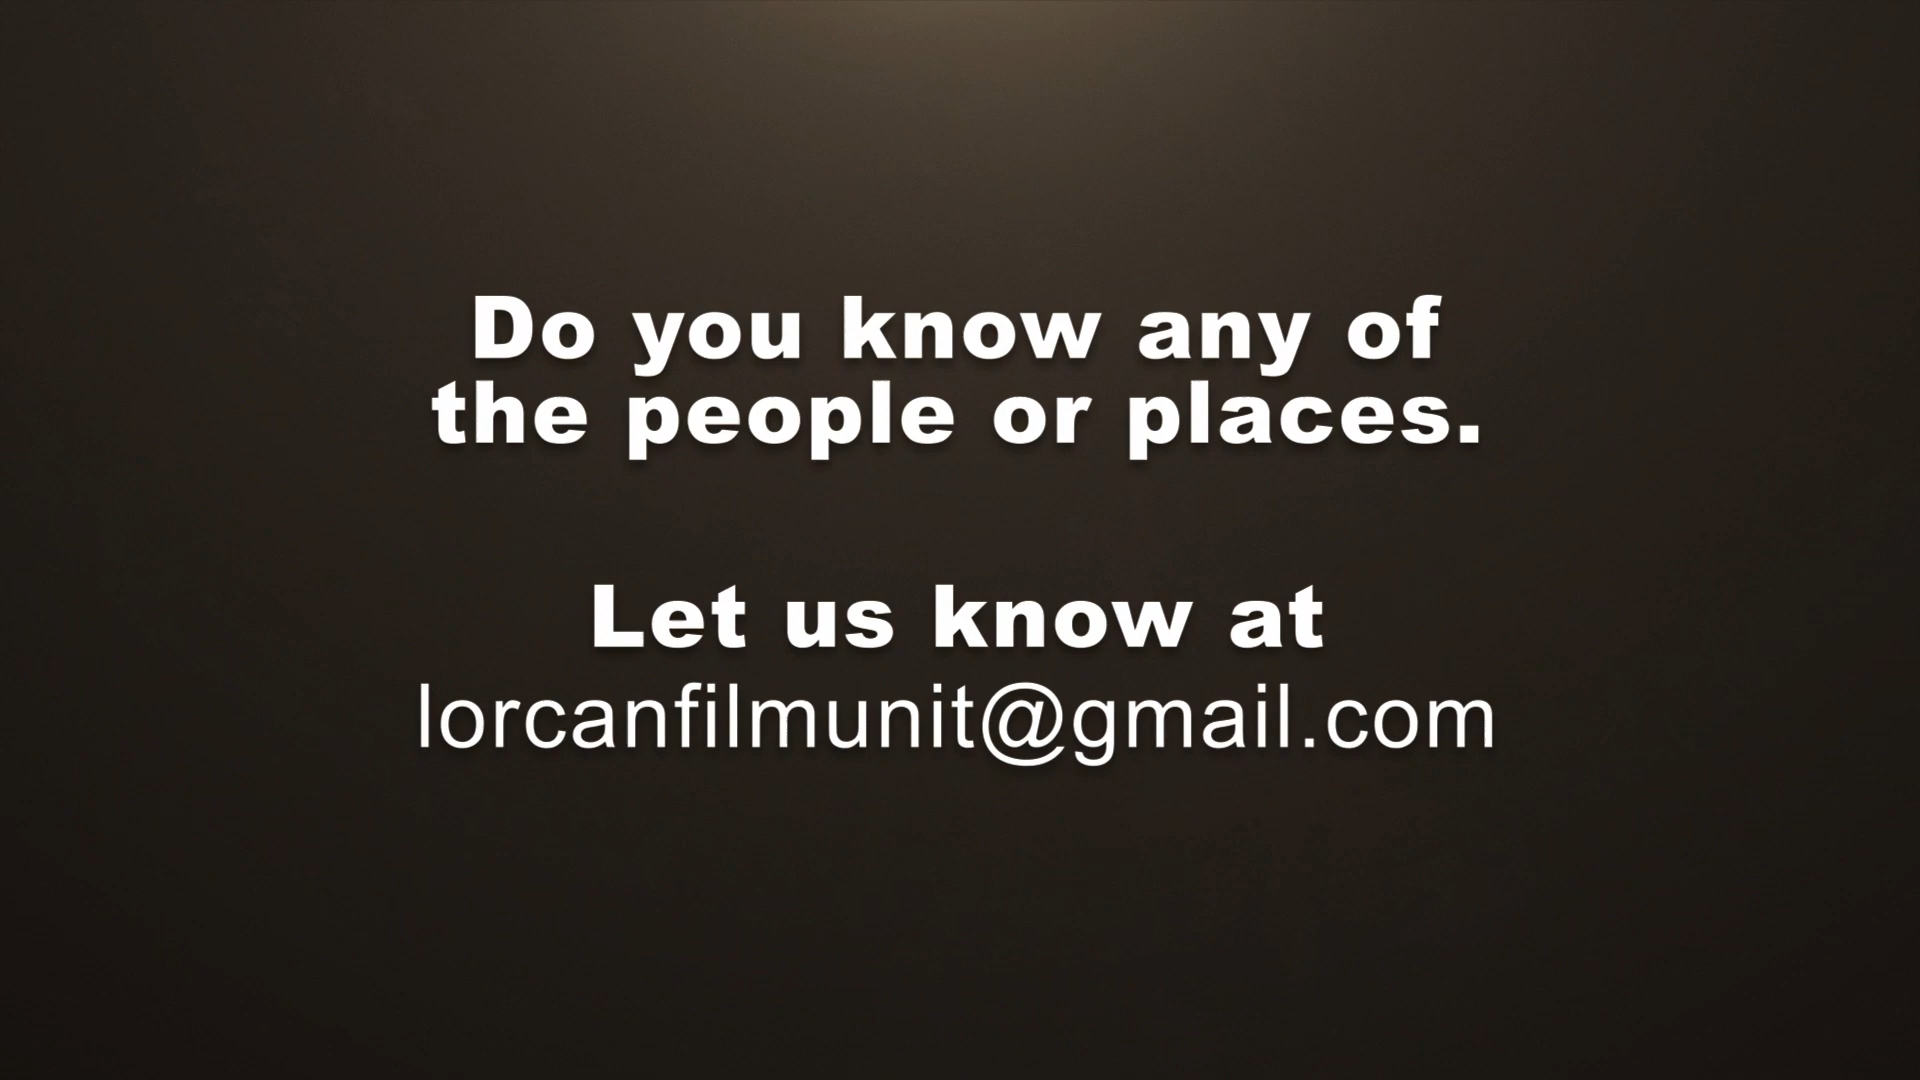 Do you know any of
the people or places.
Let us know at
lorcanfilmunit@gmail.com